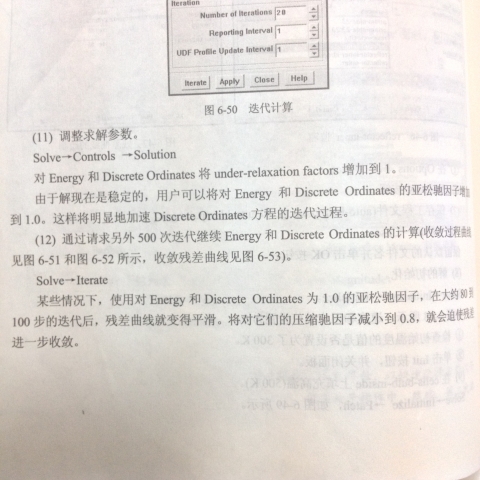 Iteration
Number of Iterations 20
Reporting Interval 1
UDF Profile Update Interval 1
Iterate Apply Close Help
图 6-50 迭代计算
(11) 调整求解参数。
Solve→Controls →Solution
对 Energy 和 Discrete Ordinates 将 under-relaxation factors 增加到 1。
由于解现在是稳定的，用户可以将对 Energy 和 Discrete Ordinates 的亚松驰因子增加
到 1.0。这样将明显地加速 Discrete Ordinates 方程的迭代过程。
(12) 通过请求另外 500 次迭代继续 Energy 和 Discrete Ordinates 的计算(收敛过程曲线
见图 6-51 和图 6-52 所示，收敛残差曲线见图 6-53)。
Solve→Iterate
某些情况下，使用对 Energy 和 Discrete Ordinates 为 1.0 的亚松驰因子，在大约 80 到
100 步的迭代后，残差曲线就变得平滑。将对它们的压缩驰因子减小到 0.8，就会迫使残差
进一步收敛。